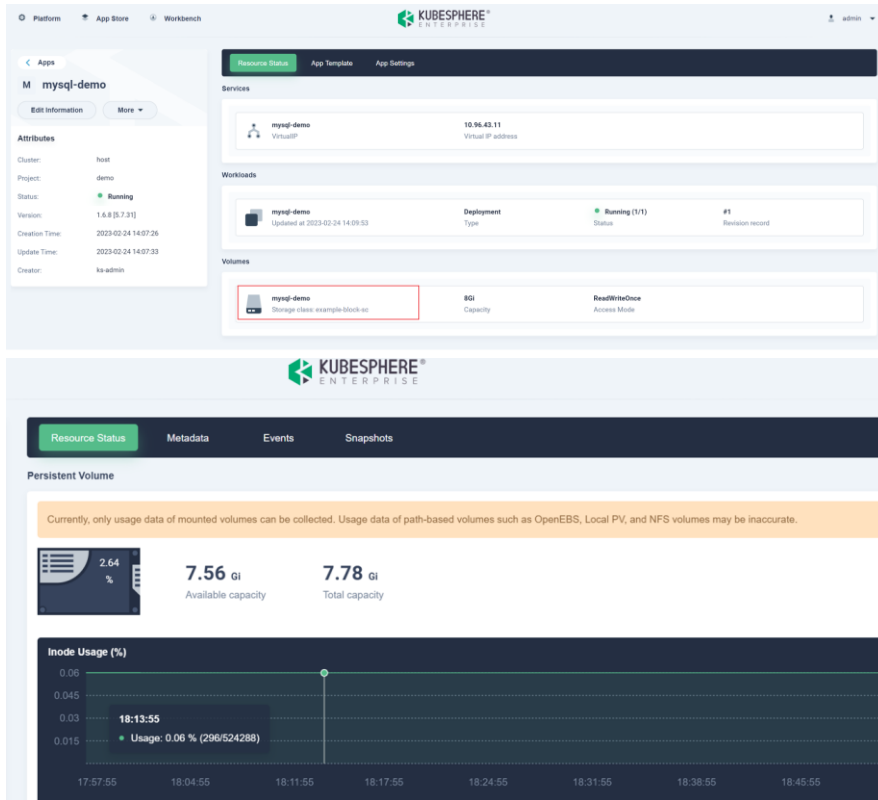 Platform App Store Workbench KUBESPHERE® ENTERPRISE admin
Apps
M mysql-demo
Edit Information More
Attributes
Cluster: host
Project: demo
Status: Running
Version: 1.6.8 [5.7.31]
Creation Time: 2023-02-24 14:07:26
Update Time: 2023-02-24 14:07:33
Creator: ks-admin
Resource Status App Template App Settings
Services
mysql-demo 10.96.43.11
VirtualIP Virtual IP address
Workloads
mysql-demo Deployment Running (1/1) #1
Updated at 2023-02-24 14:09:53 Type Status Revision record
Volumes
mysql-demo 8Gi ReadWriteOnce
Storage class: example-block-sc Capacity Access Mode
KUBESPHERE®
ENTERPRISE
Resource Status Metadata Events Snapshots
Persistent Volume
Currently, only usage data of mounted volumes can be collected. Usage data of path-based volumes such as OpenEBS, Local PV, and NFS volumes may be inaccurate.
2.64
%
7.56 Gi 7.78 Gi
Available capacity Total capacity
Inode Usage (%)
0.06
0.045
0.03
0.015
18:13:55
Usage: 0.06 % (296/524288)
17:57:55 18:04:55 18:11:55 18:17:55 18:24:55 18:31:55 18:38:55 18:45:55